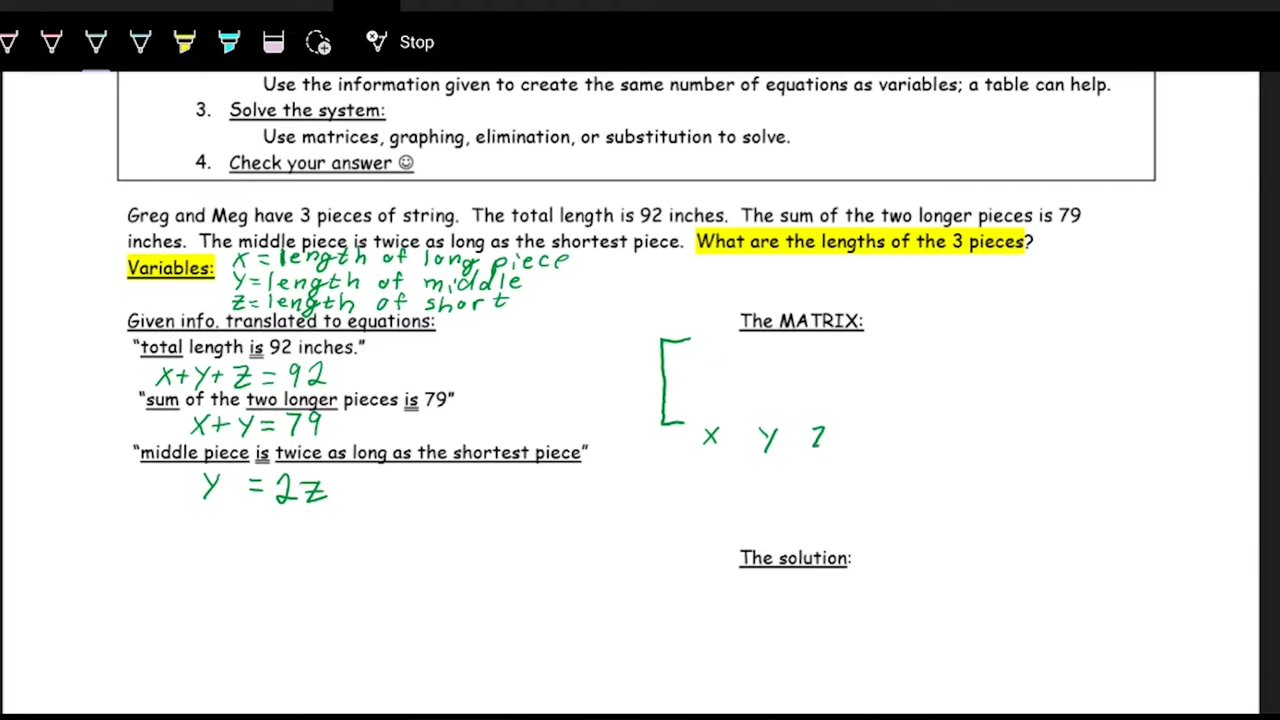 Stop
Use the information given to create the same number of equations as variables; a table can help.
3. Solve the system:
Use matrices, graphing, elimination, or substitution to solve.
4. Check your answer ☺
Greg and Meg have 3 pieces of string. The total length is 92 inches. The sum of the two longer pieces is 79
inches. The middle piece is twice as long as the shortest piece. What are the lengths of the 3 pieces?
Variables: x = length of long piece
y = length of middle
z = length of short
Given info. translated to equations:
The MATRIX:
"total length is 92 inches."
x + y + z = 92
"sum of the two longer pieces is 79"
x + y = 79
x y z
"middle piece is twice as long as the shortest piece"
y = 2z
The solution: